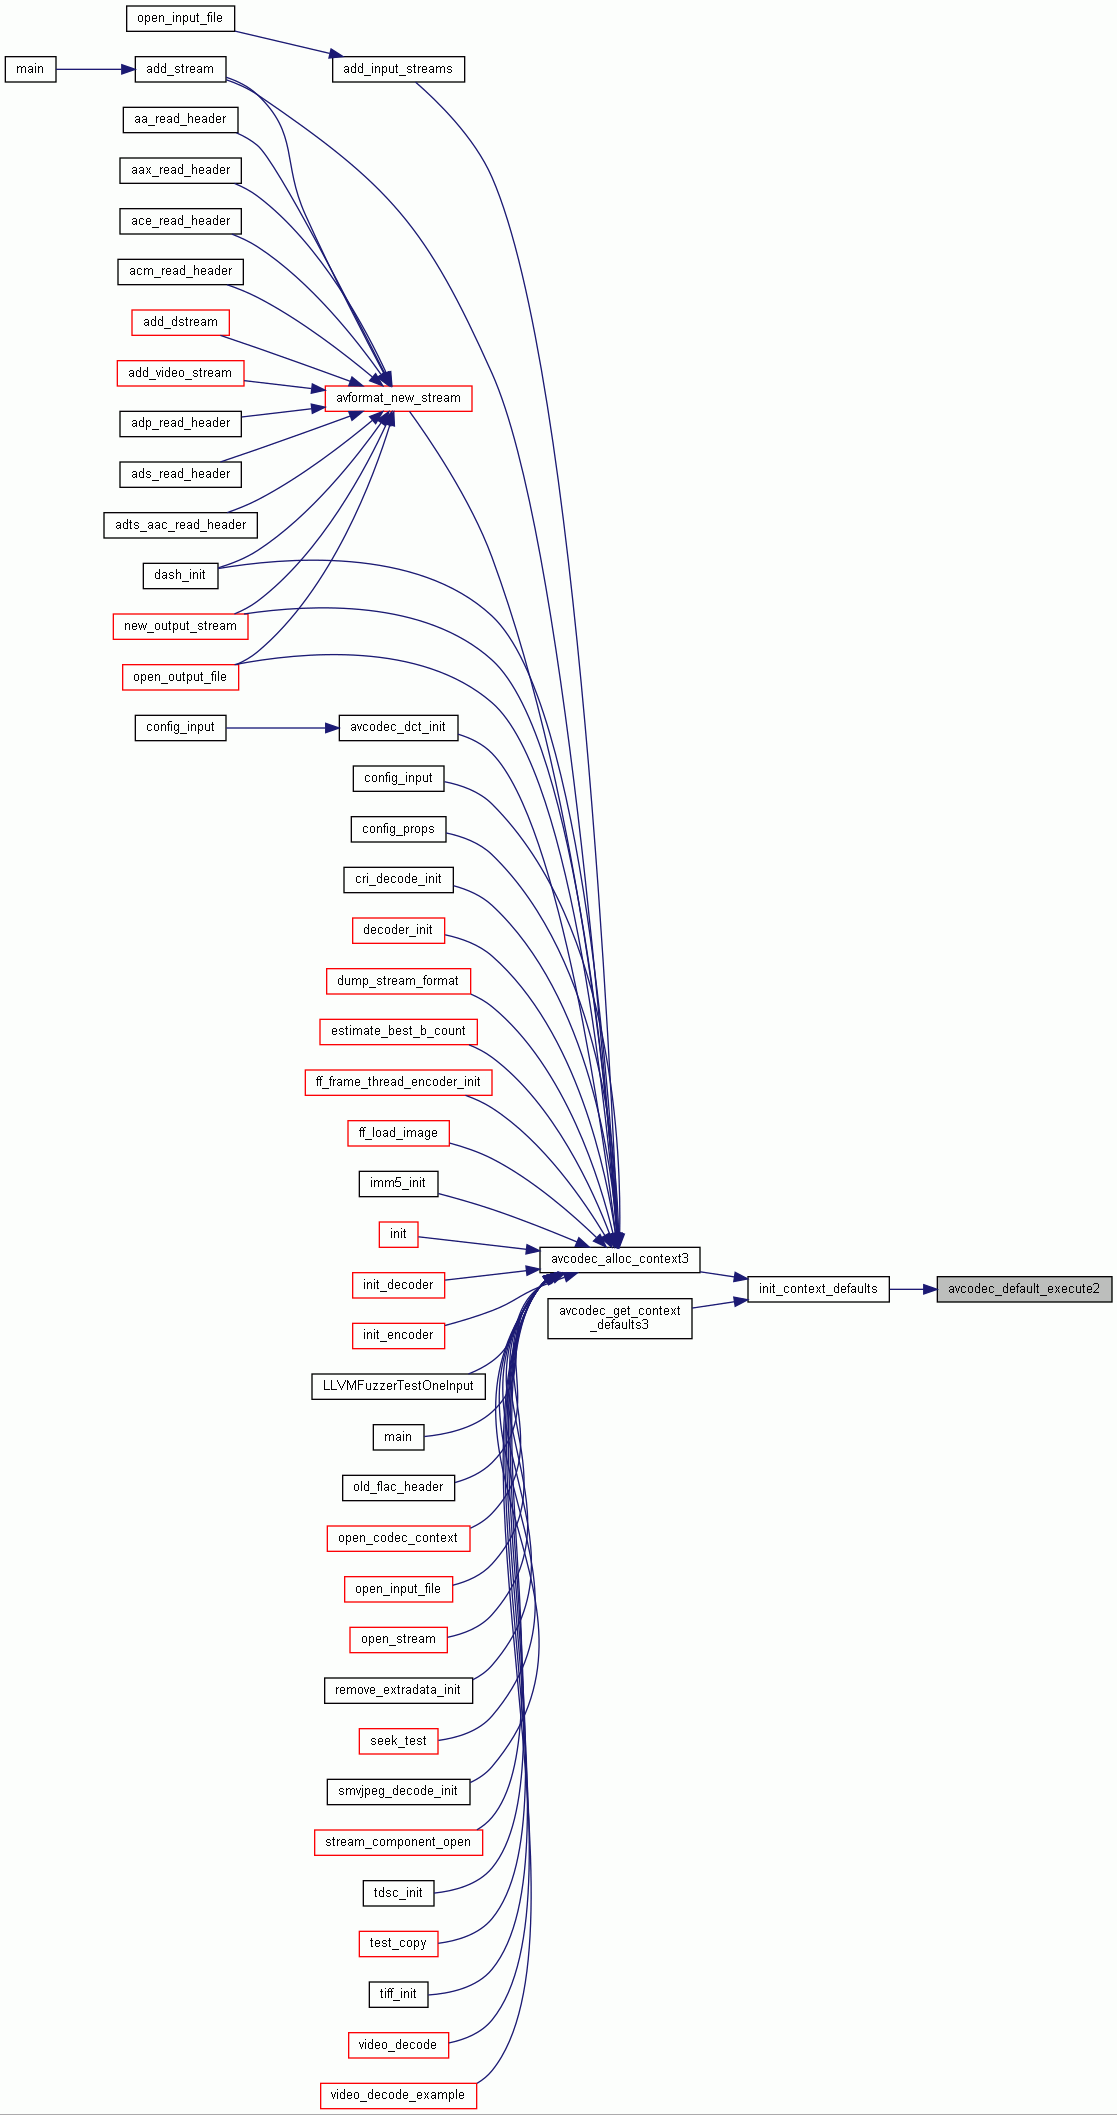 open_input_file
main
add_stream
add_input_streams
aa_read_header
aax_read_header
ace_read_header
acm_read_header
add_dstream
add_video_stream
avformat_new_stream
adp_read_header
ads_read_header
adts_aac_read_header
dash_init
new_output_stream
open_output_file
config_input
avcodec_dct_init
config_input
config_props
cri_decode_init
decoder_init
dump_stream_format
estimate_best_b_count
ff_frame_thread_encoder_init
ff_load_image
imm5_init
init
avcodec_alloc_context3
init_decoder
init_context_defaults
avcodec_default_execute2
avcodec_get_context
_defaults3
init_encoder
LLVMFuzzerTestOneInput
main
old_flac_header
open_codec_context
open_input_file
open_stream
remove_extradata_init
seek_test
smvjpeg_decode_init
stream_component_open
tdsc_init
test_copy
tiff_init
video_decode
video_decode_example